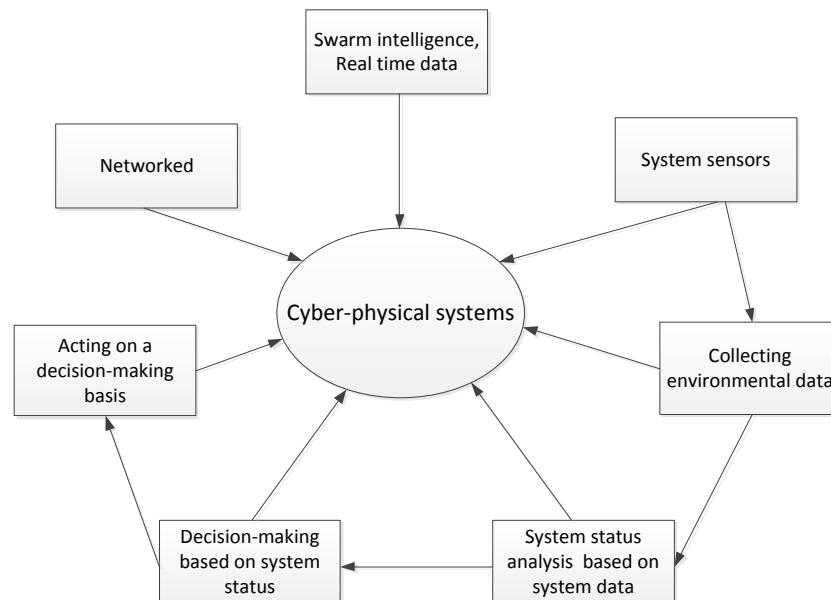 Swarm intelligence,
Real time data
Networked
System sensors
Cyber-physical systems
Acting on a
decision-making
basis
Collecting
environmental data
Decision-making
based on system
status
System status
analysis based on
system data